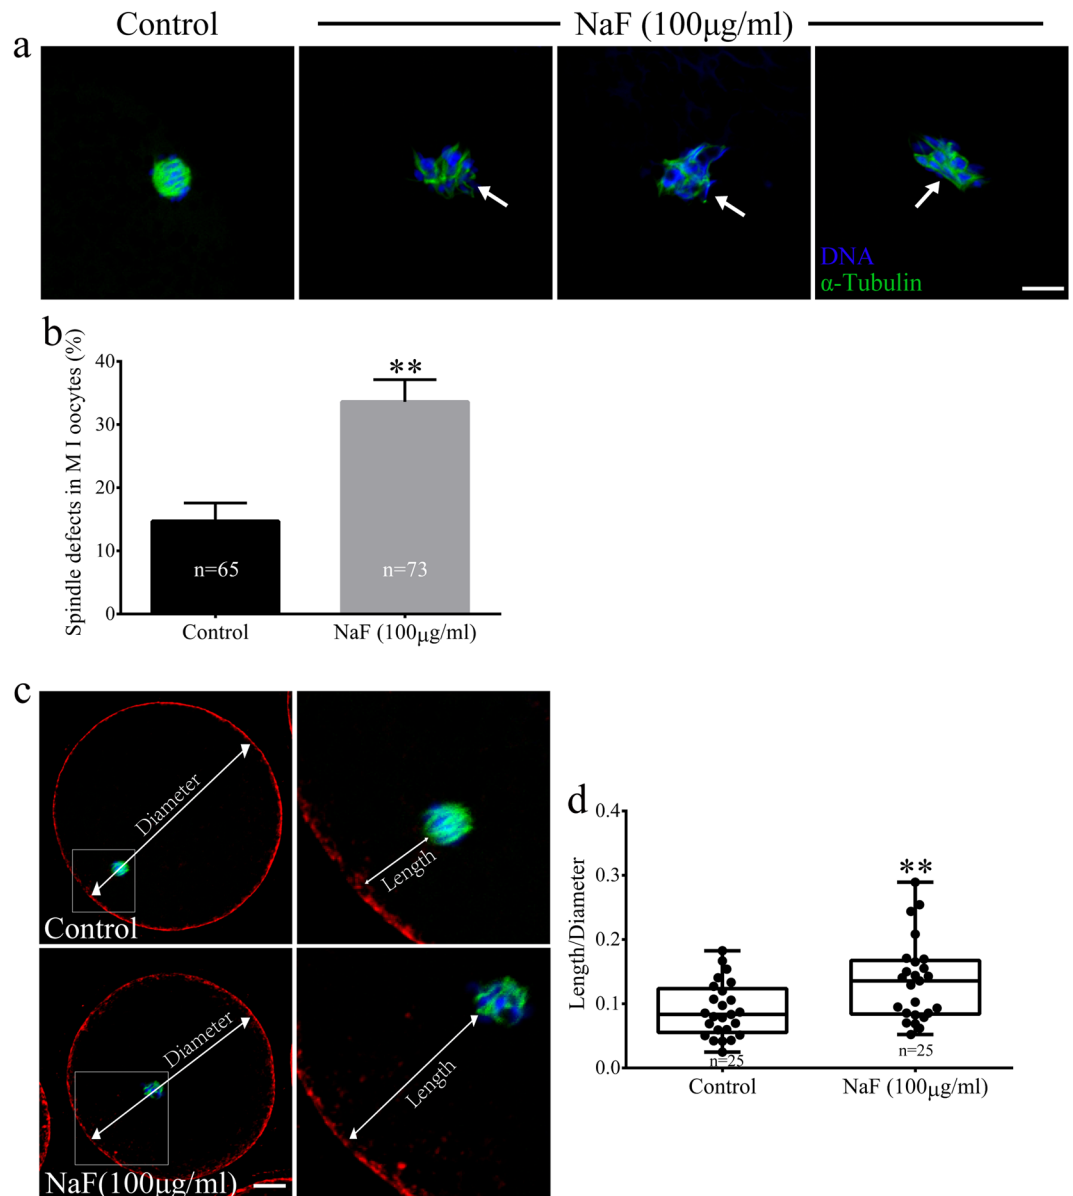 Control
NaF (100μg/ml)
a
DNA
α-Tubulin
b
Spindle defects in M I oocytes (%)
40
30
20
10
0
**
n=65
n=73
Control
NaF (100μg/ml)
c
Diameter
Length
Control
Diameter
Length
NaF(100μg/ml)
d
Length/Diameter
0.4
0.3
0.2
0.1
0.0
**
n=25
n=25
Control
NaF (100μg/ml)